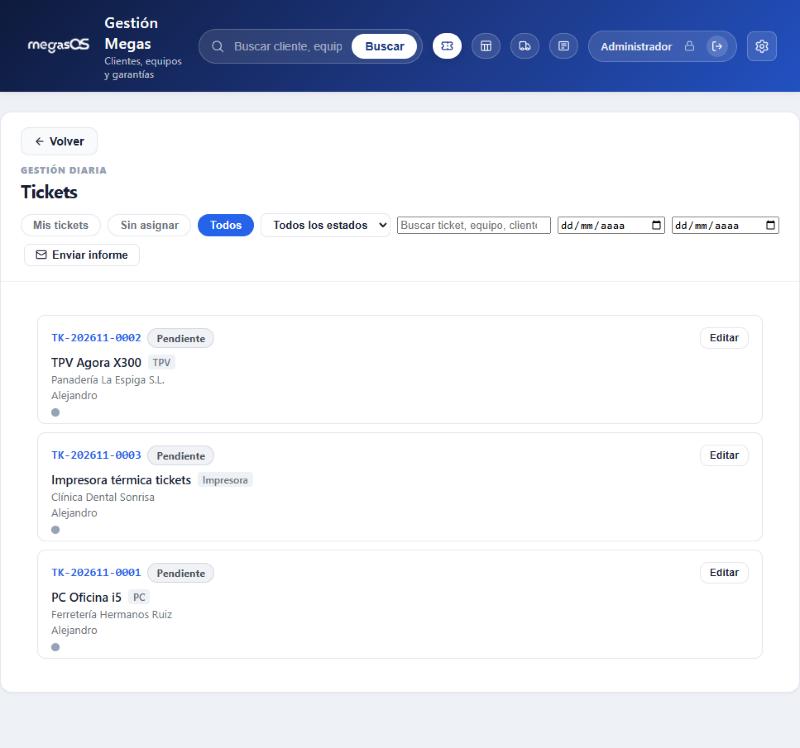 megasOS
Gestión
Megas
Clientes, equipos
y garantías
Buscar cliente, equip
Buscar
Administrador
Volver
GESTIÓN DIARIA
Tickets
Mis tickets
Sin asignar
Todos
Todos los estados
Buscar ticket, equipo, cliente
dd/mm/aaaa
dd/mm/aaaa
Enviar informe
TK-202611-0002 Pendiente
Editar
TPV Agora X300 TPV
Panadería La Espiga S.L.
Alejandro
TK-202611-0003 Pendiente
Editar
Impresora térmica tickets Impresora
Clínica Dental Sonrisa
Alejandro
TK-202611-0001 Pendiente
Editar
PC Oficina i5 PC
Ferretería Hermanos Ruiz
Alejandro